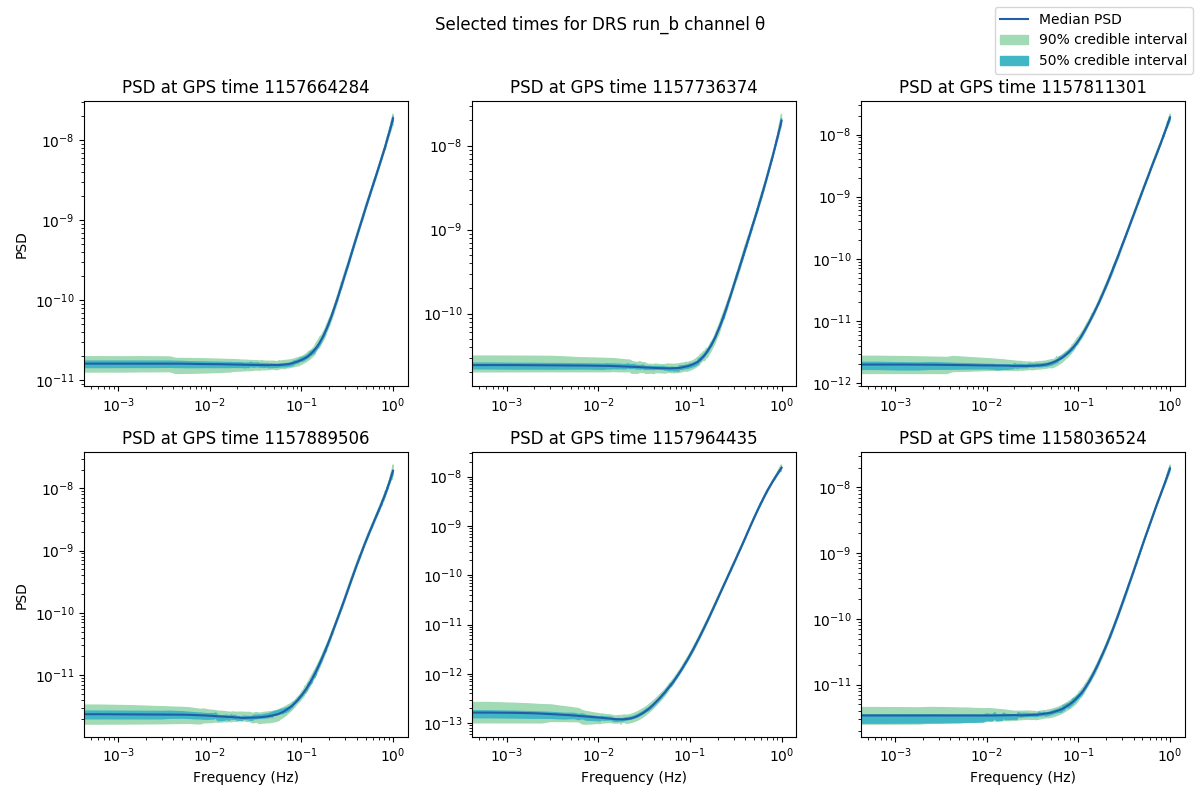 Selected times for DRS run_b channel θ
Median PSD
90% credible interval
50% credible interval
PSD at GPS time 1157664284
PSD
10⁻⁸
10⁻⁹
10⁻¹⁰
10⁻¹¹
10⁻³ 10⁻² 10⁻¹ 10⁰
PSD at GPS time 1157736374
10⁻⁸
10⁻⁹
10⁻¹⁰
10⁻³ 10⁻² 10⁻¹ 10⁰
PSD at GPS time 1157811301
10⁻⁸
10⁻⁹
10⁻¹⁰
10⁻¹¹
10⁻¹²
10⁻³ 10⁻² 10⁻¹ 10⁰
PSD at GPS time 1157889506
PSD
10⁻⁸
10⁻⁹
10⁻¹⁰
10⁻¹¹
10⁻³ 10⁻² 10⁻¹ 10⁰
Frequency (Hz)
PSD at GPS time 1157964435
10⁻⁸
10⁻⁹
10⁻¹⁰
10⁻¹¹
10⁻¹²
10⁻¹³
10⁻³ 10⁻² 10⁻¹ 10⁰
Frequency (Hz)
PSD at GPS time 1158036524
10⁻⁸
10⁻⁹
10⁻¹⁰
10⁻¹¹
10⁻³ 10⁻² 10⁻¹ 10⁰
Frequency (Hz)